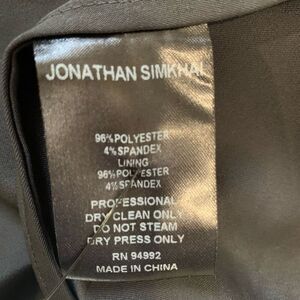 JONATHAN SIMKHAI
96%POLYESTER
4%SPANDEX
LINING
96%POLYESTER
4%SPANDEX
PROFESSIONAL
DRY CLEAN ONLY
DO NOT STEAM
DRY PRESS ONLY
RN 94992
MADE IN CHINA